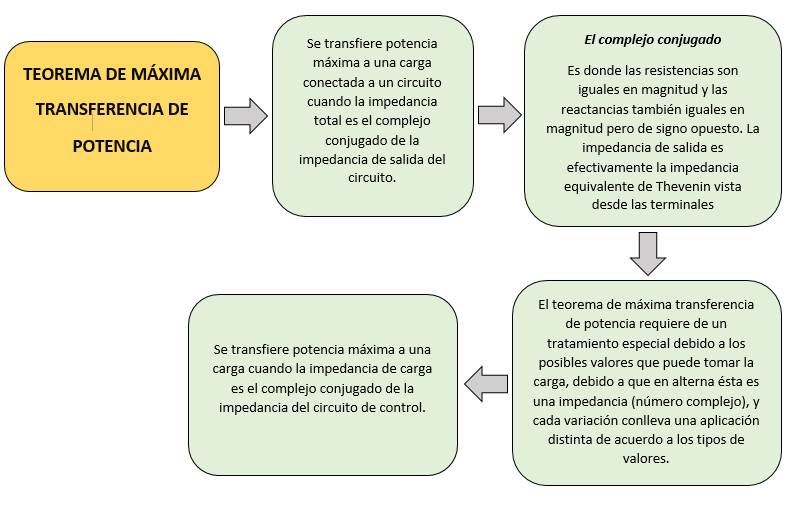 TEOREMA DE MÁXIMA
TRANSFERENCIA DE
POTENCIA
Se transfiere potencia
máxima a una carga
conectada a un circuito
cuando la impedancia
total es el complejo
conjugado de la
impedancia de salida del
circuito.
El complejo conjugado
Es donde las resistencias son
iguales en magnitud y las
reactancias también iguales en
magnitud pero de signo opuesto. La
impedancia de salida es
efectivamente la impedancia
equivalente de Thevenin vista
desde las terminales
El teorema de máxima transferencia
de potencia requiere de un
tratamiento especial debido a los
posibles valores que puede tomar la
carga, debido a que en alterna ésta es
una impedancia (número complejo), y
cada variación conlleva una aplicación
distinta de acuerdo a los tipos de
valores.
Se transfiere potencia máxima a una
carga cuando la impedancia de carga
es el complejo conjugado de la
impedancia del circuito de control.